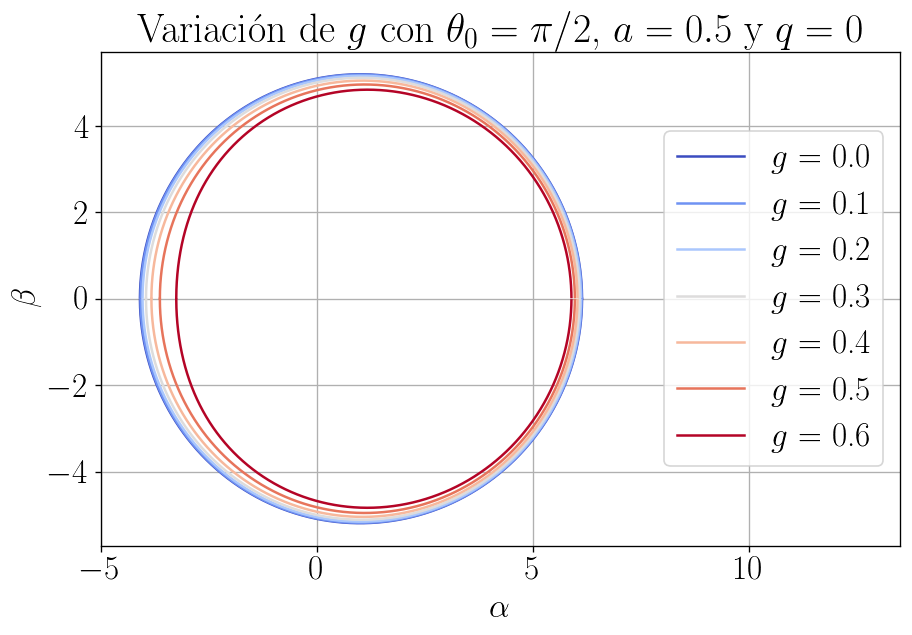 Variación de g con θ₀ = π/2, a = 0.5 y q = 0
β
4
2
0
−2
−4
−5
0
5
10
α
g = 0.0
g = 0.1
g = 0.2
g = 0.3
g = 0.4
g = 0.5
g = 0.6